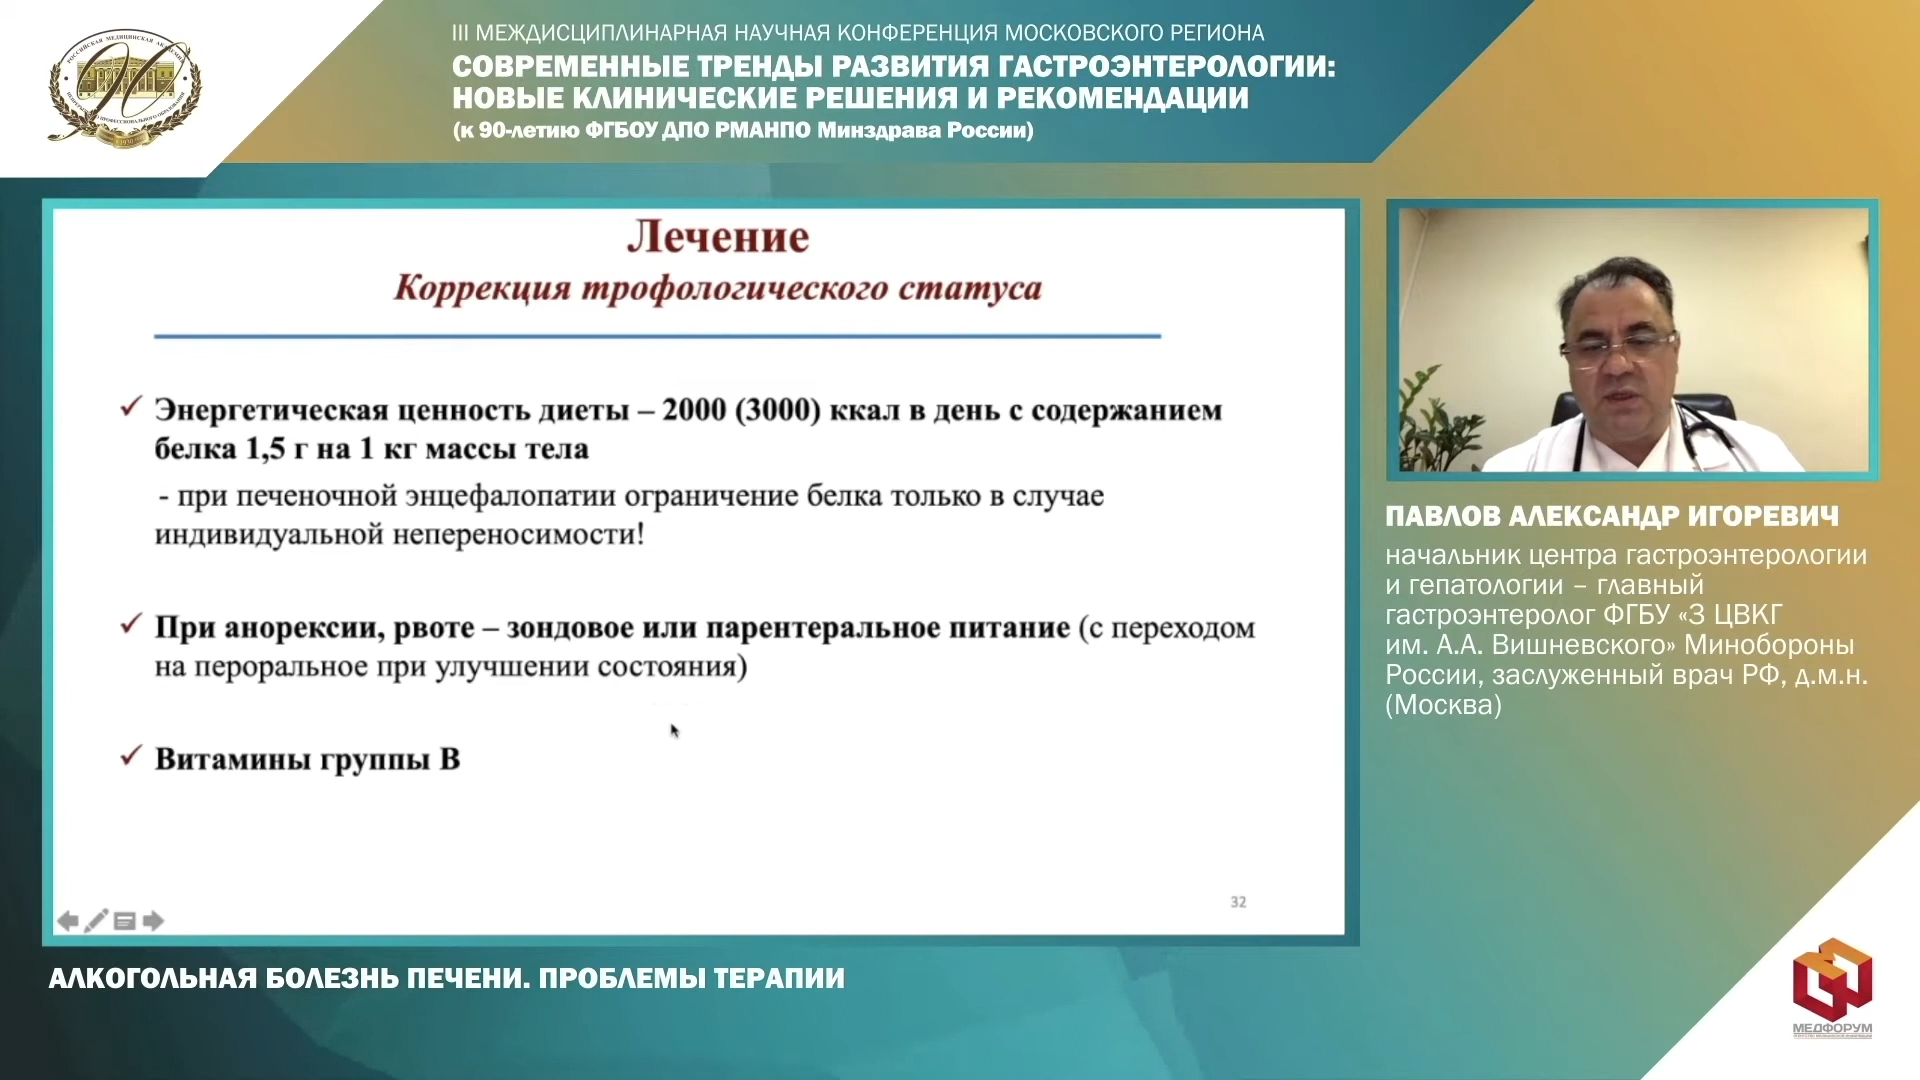 III МЕЖДИСЦИПЛИНАРНАЯ НАУЧНАЯ КОНФЕРЕНЦИЯ МОСКОВСКОГО РЕГИОНА
СОВРЕМЕННЫЕ ТРЕНДЫ РАЗВИТИЯ ГАСТРОЭНТЕРОЛОГИИ:
НОВЫЕ КЛИНИЧЕСКИЕ РЕШЕНИЯ И РЕКОМЕНДАЦИИ
(к 90-летию ФГБОУ ДПО РМАНПО Минздрава России)
Лечение
Коррекция трофологического статуса
✓ Энергетическая ценность диеты – 2000 (3000) ккал в день с содержанием
белка 1,5 г на 1 кг массы тела
- при печеночной энцефалопатии ограничение белка только в случае
индивидуальной непереносимости!
✓ При анорексии, рвоте – зондовое или парентеральное питание (с переходом
на пероральное при улучшении состояния)
✓ Витамины группы В
32
ПАВЛОВ АЛЕКСАНДР ИГОРЕВИЧ
начальник центра гастроэнтерологии
и гепатологии – главный
гастроэнтеролог ФГБУ «3 ЦВКГ
им. А.А. Вишневского» Минобороны
России, заслуженный врач РФ, д.м.н.
(Москва)
АЛКОГОЛЬНАЯ БОЛЕЗНЬ ПЕЧЕНИ. ПРОБЛЕМЫ ТЕРАПИИ
МЕДФОРУМ